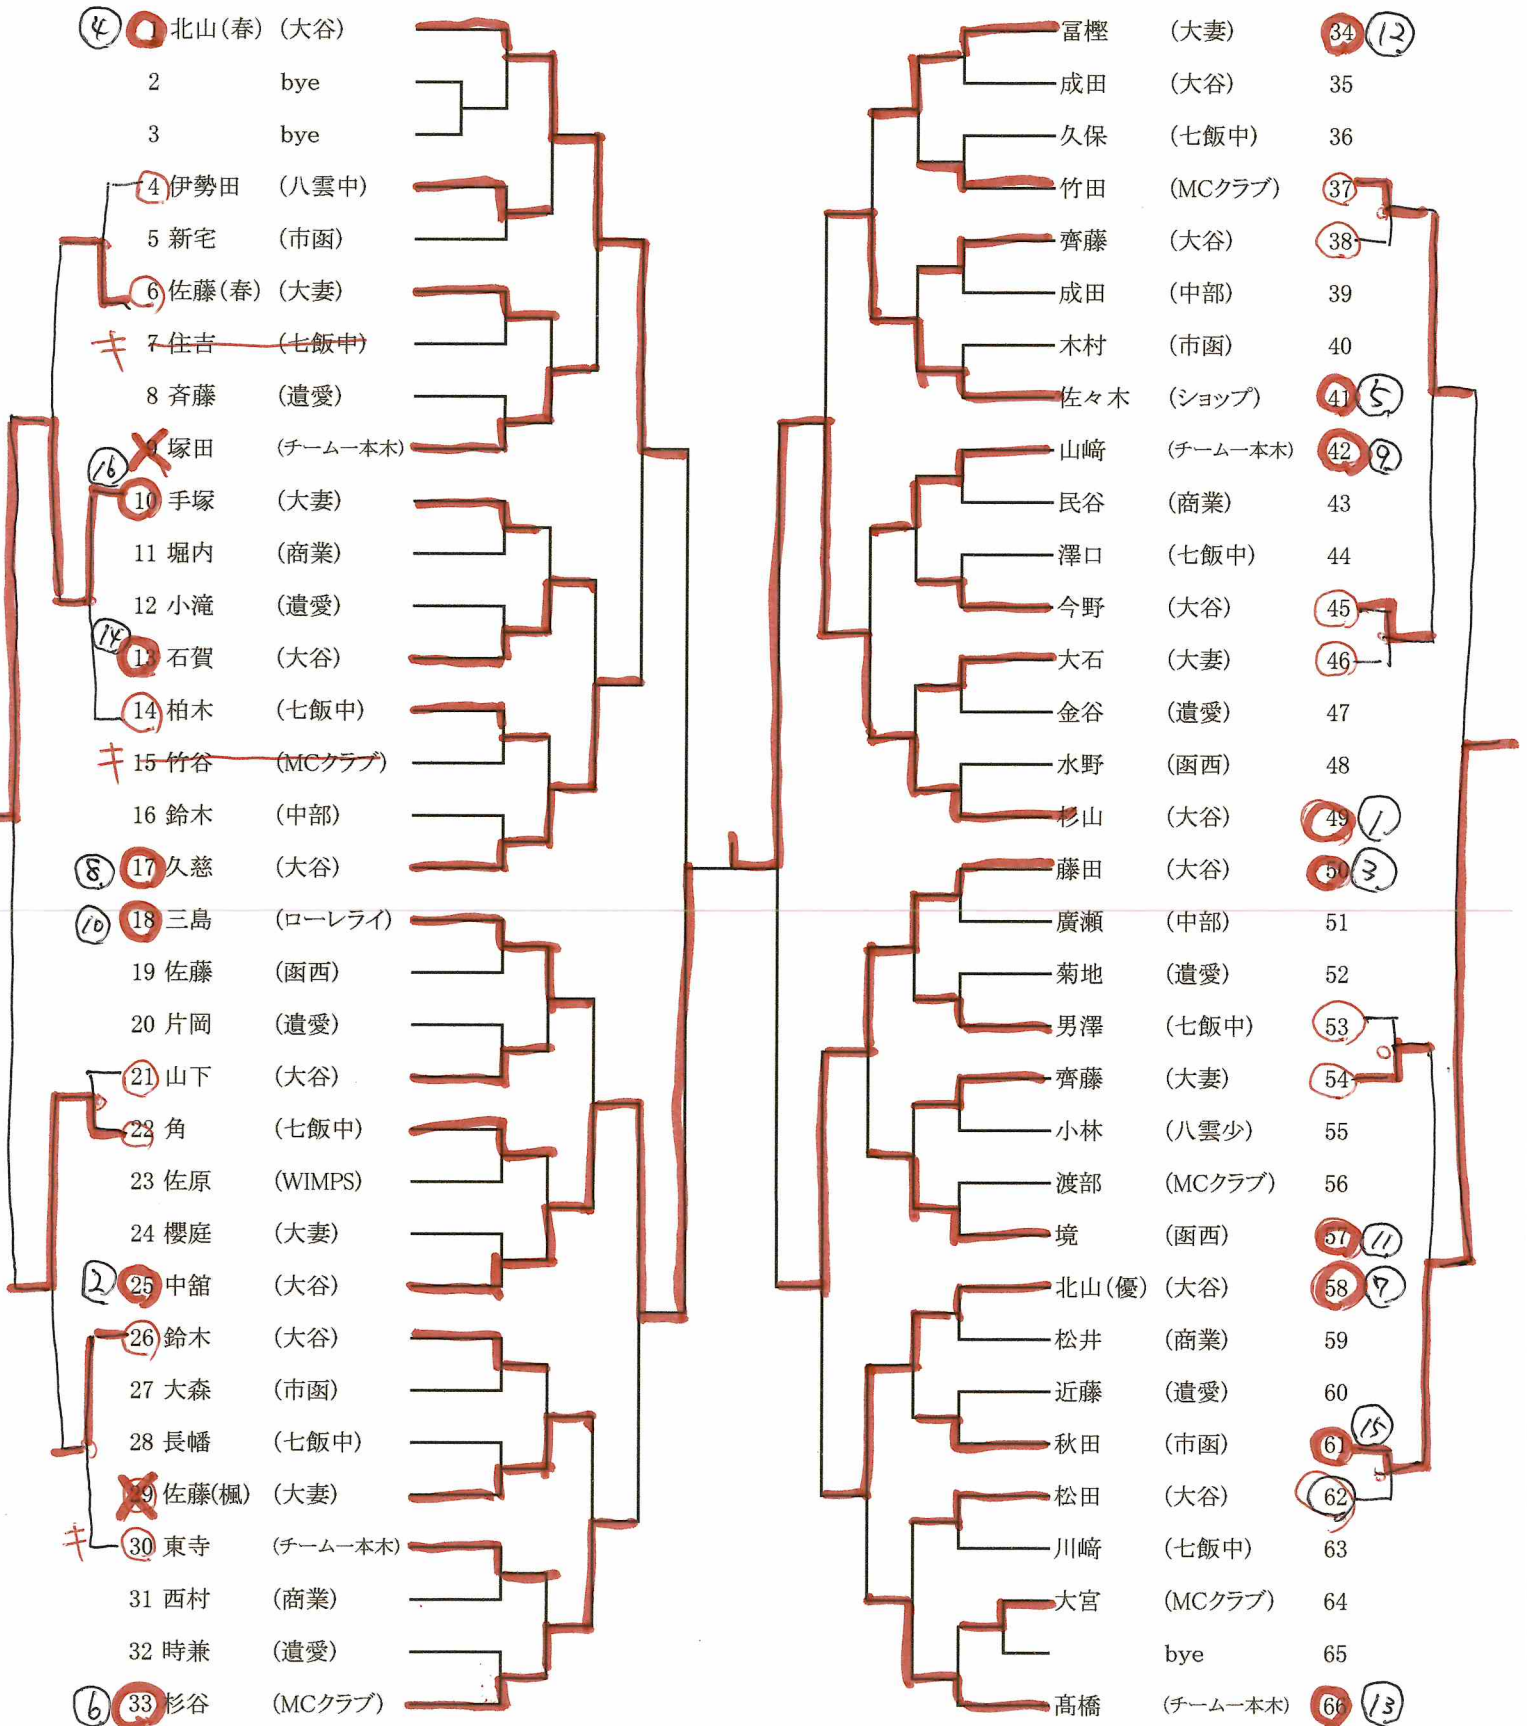 ④ 1 北山(春) (大谷)
2 bye
3 bye
4 伊勢田 (八雲中)
5 新宅 (市函)
6 佐藤(春) (大妻)
キ 7 住吉 (七飯中)
8 斉藤 (遺愛)
9 塚田 (チーム一本木)
⑯ 10 手塚 (大妻)
11 堀内 (商業)
12 小滝 (遺愛)
⑭ 13 石賀 (大谷)
14 柏木 (七飯中)
キ 15 竹谷 (MCクラブ)
16 鈴木 (中部)
⑧ 17 久慈 (大谷)
⑩ 18 三島 (ローレライ)
19 佐藤 (函西)
20 片岡 (遺愛)
21 山下 (大谷)
22 角 (七飯中)
23 佐原 (WIMPS)
24 櫻庭 (大妻)
② 25 中舘 (大谷)
26 鈴木 (大谷)
27 大森 (市函)
28 長幡 (七飯中)
29 佐藤(楓) (大妻)
キ 30 東寺 (チーム一本木)
31 西村 (商業)
32 時兼 (遺愛)
⑥ 33 杉谷 (MCクラブ)
冨樫 (大妻) 34 ⑫
成田 (大谷) 35
久保 (七飯中) 36
竹田 (MCクラブ) 37
齊藤 (大谷) 38
成田 (中部) 39
木村 (市函) 40
佐々木 (ショップ) 41 ⑤
山﨑 (チーム一本木) 42 ⑨
民谷 (商業) 43
澤口 (七飯中) 44
今野 (大谷) 45
大石 (大妻) 46
金谷 (遺愛) 47
水野 (函西) 48
杉山 (大谷) 49 ①
藤田 (大谷) 50 ③
廣瀬 (中部) 51
菊地 (遺愛) 52
男澤 (七飯中) 53
齊藤 (大妻) 54
小林 (八雲少) 55
渡部 (MCクラブ) 56
境 (函西) 57 ⑪
北山(優) (大谷) 58 ⑦
松井 (商業) 59
近藤 (遺愛) 60
秋田 (市函) 61 ⑮
松田 (大谷) 62
川﨑 (七飯中) 63
大宮 (MCクラブ) 64
bye 65
髙橋 (チーム一本木) 66 ⑬